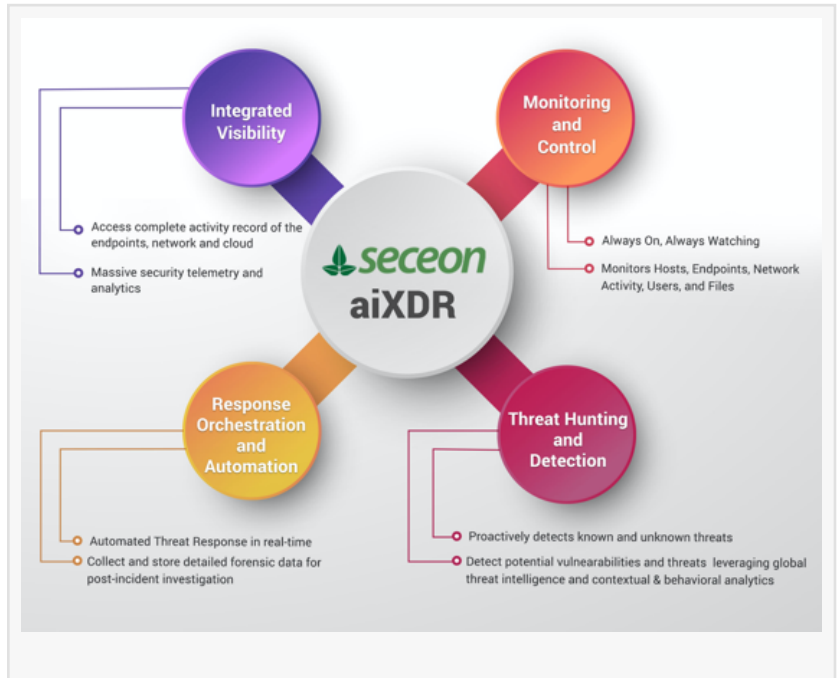 Integrated
Visibility
Access complete activity record of the
endpoints, network and cloud
Massive security telemetry and
analytics
Monitoring
and
Control
Always On, Always Watching
Monitors Hosts, Endpoints, Network
Activity, Users, and Files
seceon
aiXDR
Response
Orchestration
and
Automation
Automated Threat Response in real-time
Collect and store detailed forensic data for
post-incident investigation
Threat Hunting
and
Detection
Proactively detects known and unknown threats
Detect potential vulnearabilities and threats leveraging global
threat intelligence and contextual & behavioral analytics